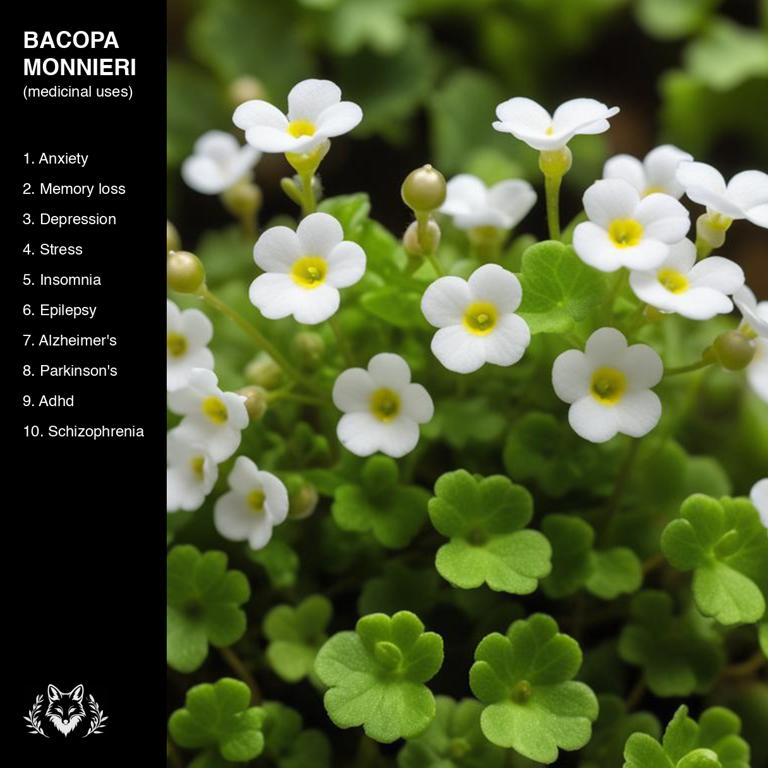 BACOPA
MONNIERI
(medicinal uses)
1. Anxiety
2. Memory loss
3. Depression
4. Stress
5. Insomnia
6. Epilepsy
7. Alzheimer's
8. Parkinson's
9. Adhd
10. Schizophrenia